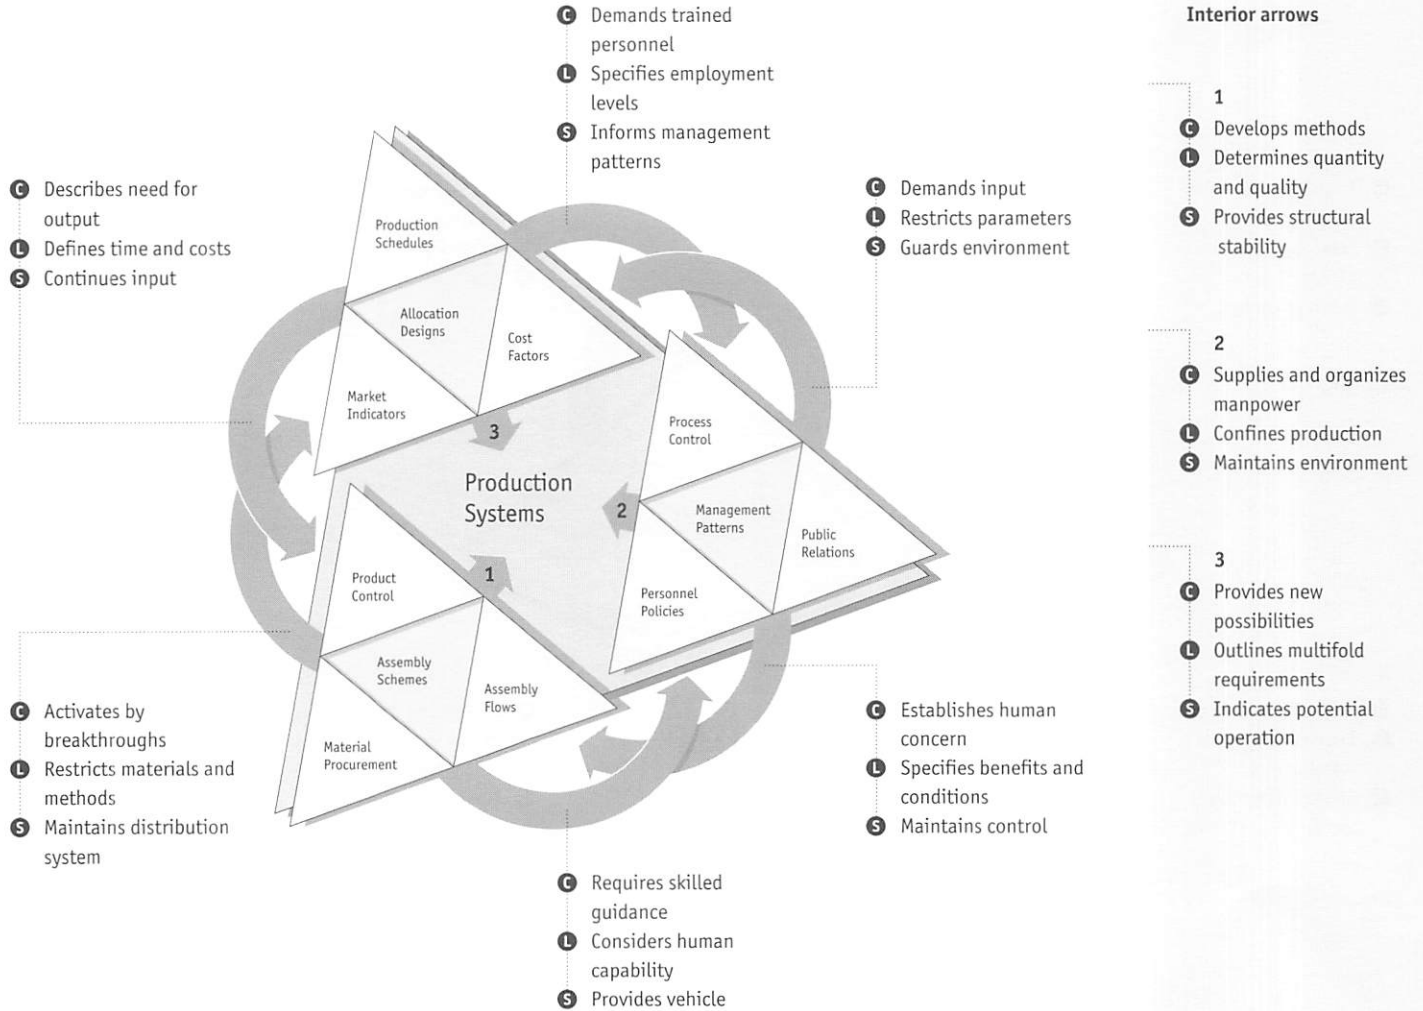 C Demands trained
personnel
L Specifies employment
levels
S Informs management
patterns
C Describes need for
output
L Defines time and costs
S Continues input
C Demands input
L Restricts parameters
S Guards environment
Production
Schedules
Allocation
Designs
Cost
Factors
Market
Indicators
3
Process
Control
Management
Patterns
Public
Relations
Personnel
Policies
2
Production
Systems
1
Product
Control
Assembly
Schemes
Assembly
Flows
Material
Procurement
C Activates by
breakthroughs
L Restricts materials and
methods
S Maintains distribution
system
C Establishes human
concern
L Specifies benefits and
conditions
S Maintains control
C Requires skilled
guidance
L Considers human
capability
S Provides vehicle
Interior arrows
1
C Develops methods
L Determines quantity
and quality
S Provides structural
stability
2
C Supplies and organizes
manpower
L Confines production
S Maintains environment
3
C Provides new
possibilities
L Outlines multifold
requirements
S Indicates potential
operation